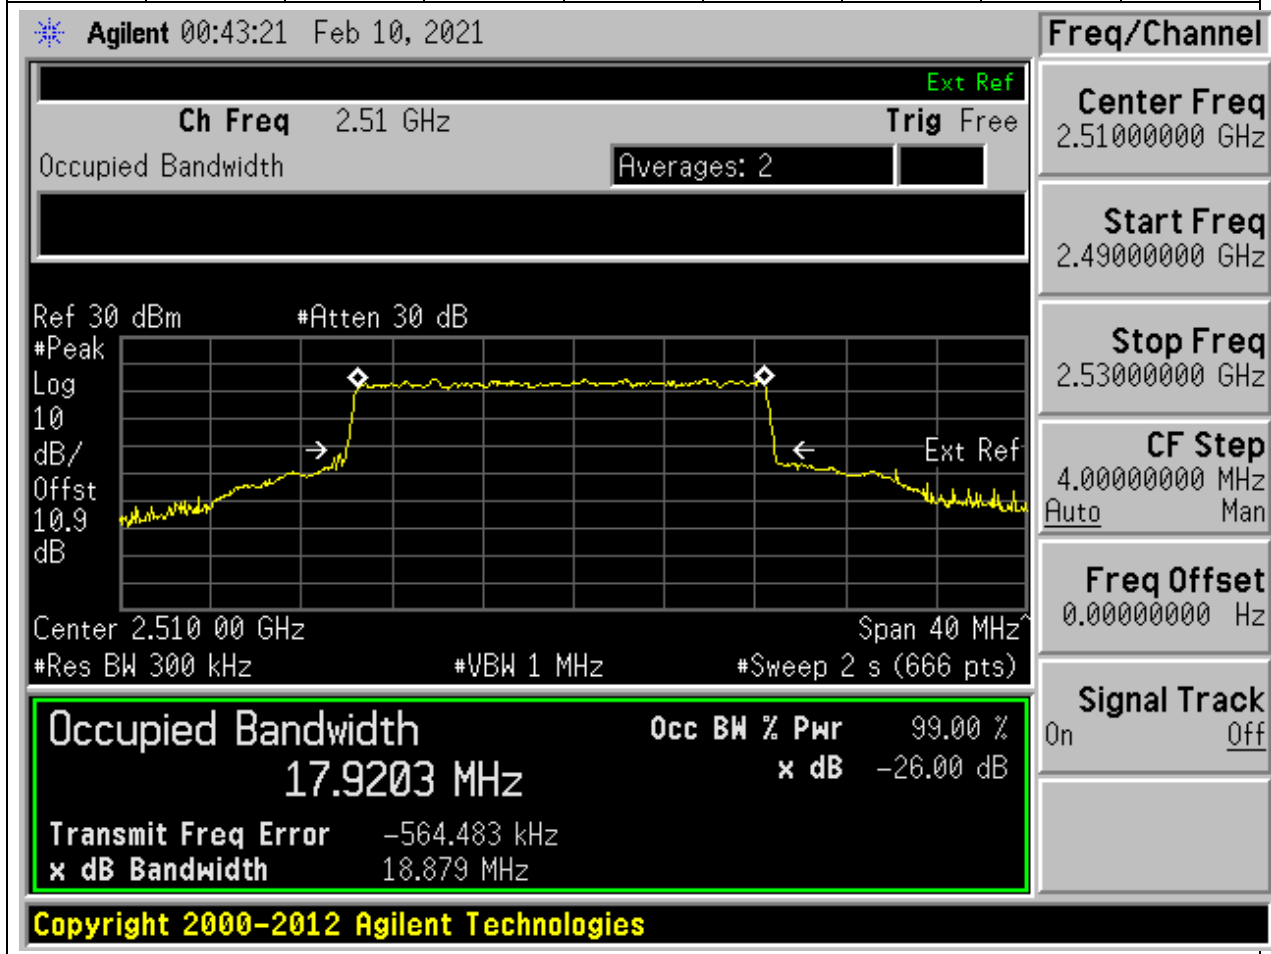 Agilent 00:43:21 Feb 10, 2021
Freq/Channel
Ext Ref
Ch Freq 2.51 GHz Trig Free
Occupied Bandwidth Averages: 2
Ref 30 dBm #Atten 30 dB
#Peak
Log
10
dB/
Offst
10.9
dB
Ext Ref
Center 2.510 00 GHz Span 40 MHz^
#Res BW 300 kHz #VBW 1 MHz #Sweep 2 s (666 pts)
Occupied Bandwidth Occ BW % Pwr 99.00 %
17.9203 MHz x dB -26.00 dB
Transmit Freq Error -564.483 kHz
x dB Bandwidth 18.879 MHz
Copyright 2000-2012 Agilent Technologies
Center Freq
2.51000000 GHz
Start Freq
2.49000000 GHz
Stop Freq
2.53000000 GHz
CF Step
4.00000000 MHz
Auto Man
Freq Offset
0.00000000 Hz
Signal Track
On Off